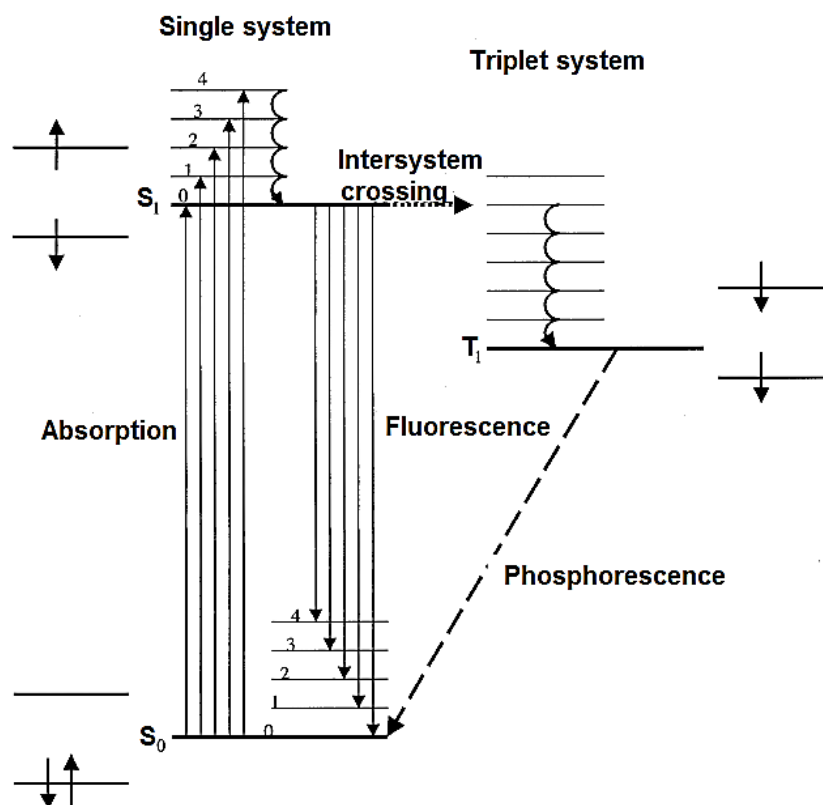 Single system
Triplet system
4
3
2
1
0
S1
Intersystem
crossing
T1
Absorption
Fluorescence
Phosphorescence
4
3
2
1
0
S0